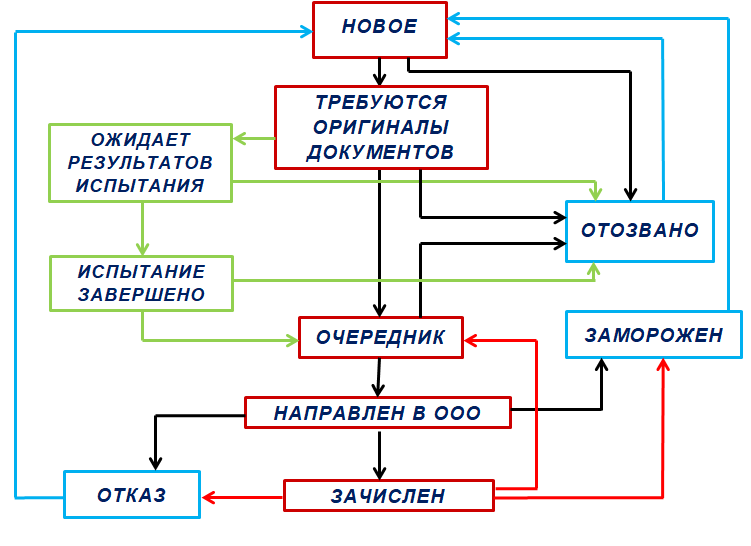 НОВОЕ
ТРЕБУЮТСЯ
ОРИГИНАЛЫ
ДОКУМЕНТОВ
ОЖИДАЕТ
РЕЗУЛЬТАТОВ
ИСПЫТАНИЯ
ОТОЗВАНО
ИСПЫТАНИЕ
ЗАВЕРШЕНО
ОЧЕРЕДНИК
ЗАМОРОЖЕН
НАПРАВЛЕН В ООО
ОТКАЗ
ЗАЧИСЛЕН